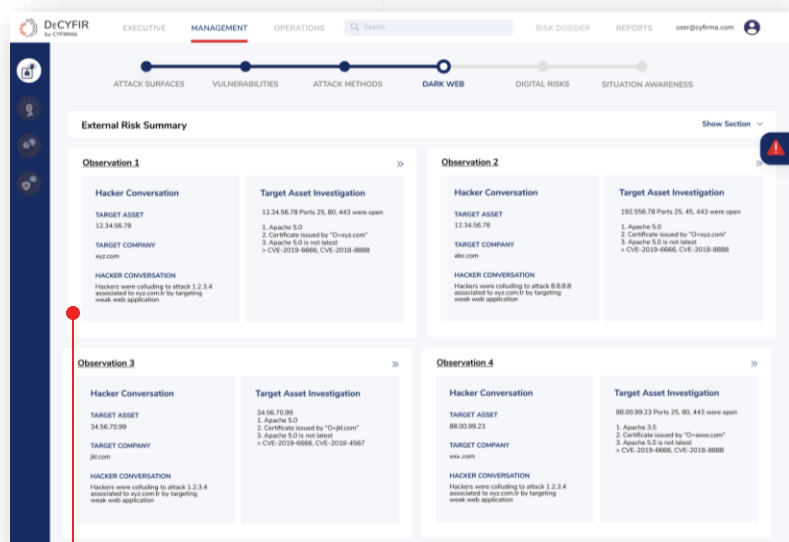 DECYFIR
by CYFIRMA
EXECUTIVE
MANAGEMENT
OPERATIONS
Search
RISK DOSSIER
REPORTS
user@cyfirma.com
ATTACK SURFACES
VULNERABILITIES
ATTACK METHODS
DARK WEB
DIGITAL RISKS
SITUATION AWARENESS
External Risk Summary
Show Section
Observation 1
Hacker Conversation
TARGET ASSET
12.34.56.78
TARGET COMPANY
xyz.com
HACKER CONVERSATION
Hackers were colluding to attack 1.2.3.4
associated to xyz.com.tr by targeting
weak web application
Target Asset Investigation
12.34.56.78 Ports 25, 80, 443 were open
1. Apache 5.0
2. Certificate issued by "O=xyz.com"
3. Apache 5.0 is not latest
> CVE-2019-6666, CVE-2018-8888
Observation 2
Hacker Conversation
TARGET ASSET
12.34.56.78
TARGET COMPANY
abc.com
HACKER CONVERSATION
Hackers were colluding to attack 8.8.8.8
associated to xyz.com.tr by targeting
weak web application
Target Asset Investigation
192.556.78 Ports 25, 45, 443 were open
1. Apache 5.0
2. Certificate issued by "O=xyz.com"
3. Apache 5.0 is not latest
> CVE-2019-6666, CVE-2018-8888
Observation 3
Hacker Conversation
TARGET ASSET
34.56.70.99
TARGET COMPANY
jkl.com
HACKER CONVERSATION
Hackers were colluding to attack 1.2.3.4
associated to xyz.com.tr by targeting
weak web application
Target Asset Investigation
34.56.70.99
1. Apache 5.0
2. Certificate issued by "O=jkl.com"
3. Apache 5.0 is not latest
> CVE-2019-6666, CVE-2018-4567
Observation 4
Hacker Conversation
TARGET ASSET
88.00.99.23
TARGET COMPANY
xxx.com
HACKER CONVERSATION
Hackers were colluding to attack 1.2.3.4
associated to xyz.com.tr by targeting
weak web application
Target Asset Investigation
88.00.99.23 Ports 25, 80, 443 were open
1. Apache 3.5
2. Certificate issued by
3. Apache 5.0 is not latest
> CVE-2019-6666, CVE-2018-8888